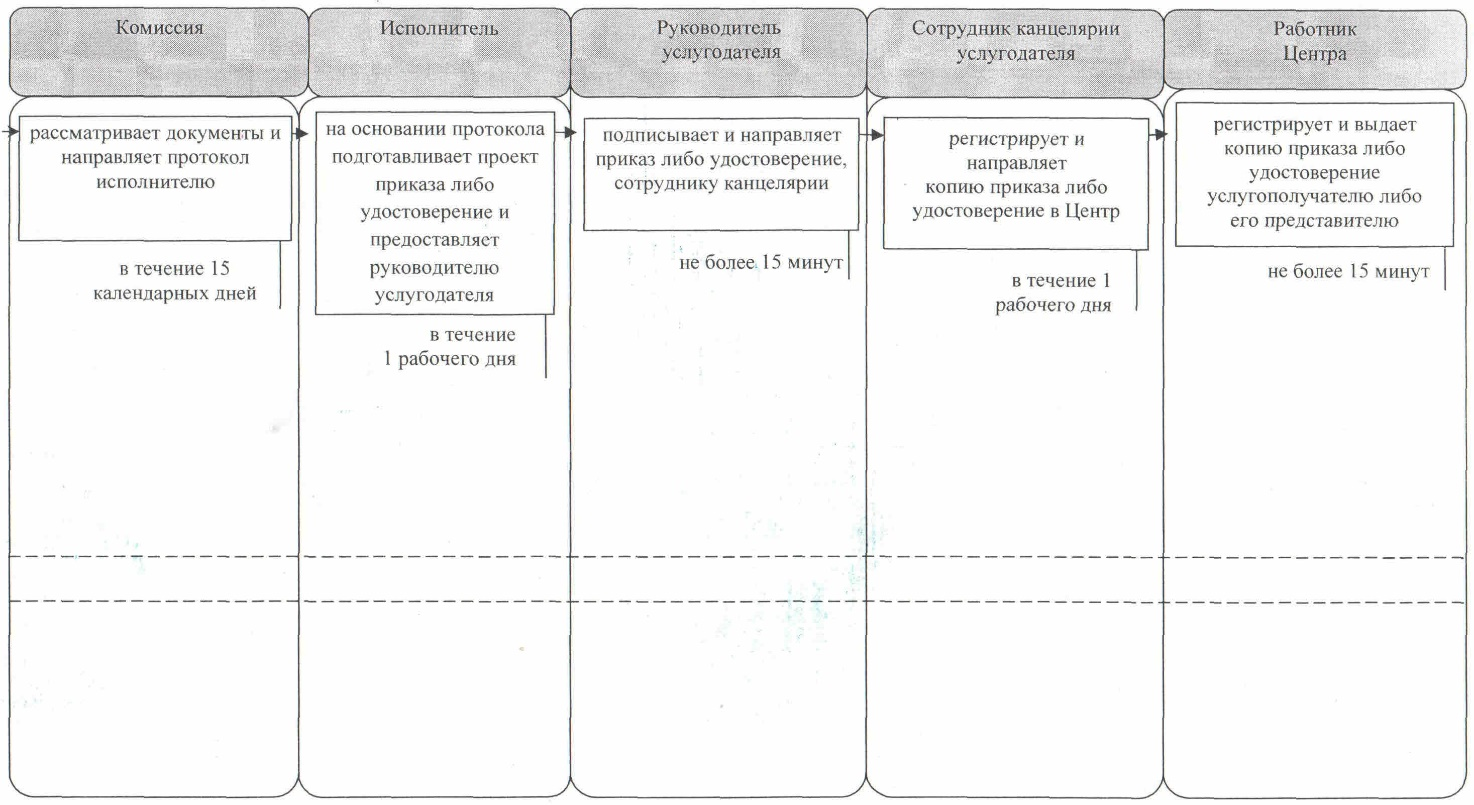 Комиссия
Исполнитель
Руководитель
услугодателя
Сотрудник канцелярии
услугодателя
Работник
Центра
рассматривает документы и
направляет протокол
исполнителю
в течение 15
календарных дней
на основании протокола
подготавливает проект
приказа либо
удостоверение и
предоставляет
руководителю
услугодателя
в течение
1 рабочего дня
подписывает и направляет
приказ либо удостоверение,
сотруднику канцелярии
не более 15 минут
регистрирует и
направляет
копию приказа либо
удостоверение в Центр
в течение 1
рабочего дня
регистрирует и выдает
копию приказа либо
удостоверение
услугополучателю либо
его представителю
не более 15 минут